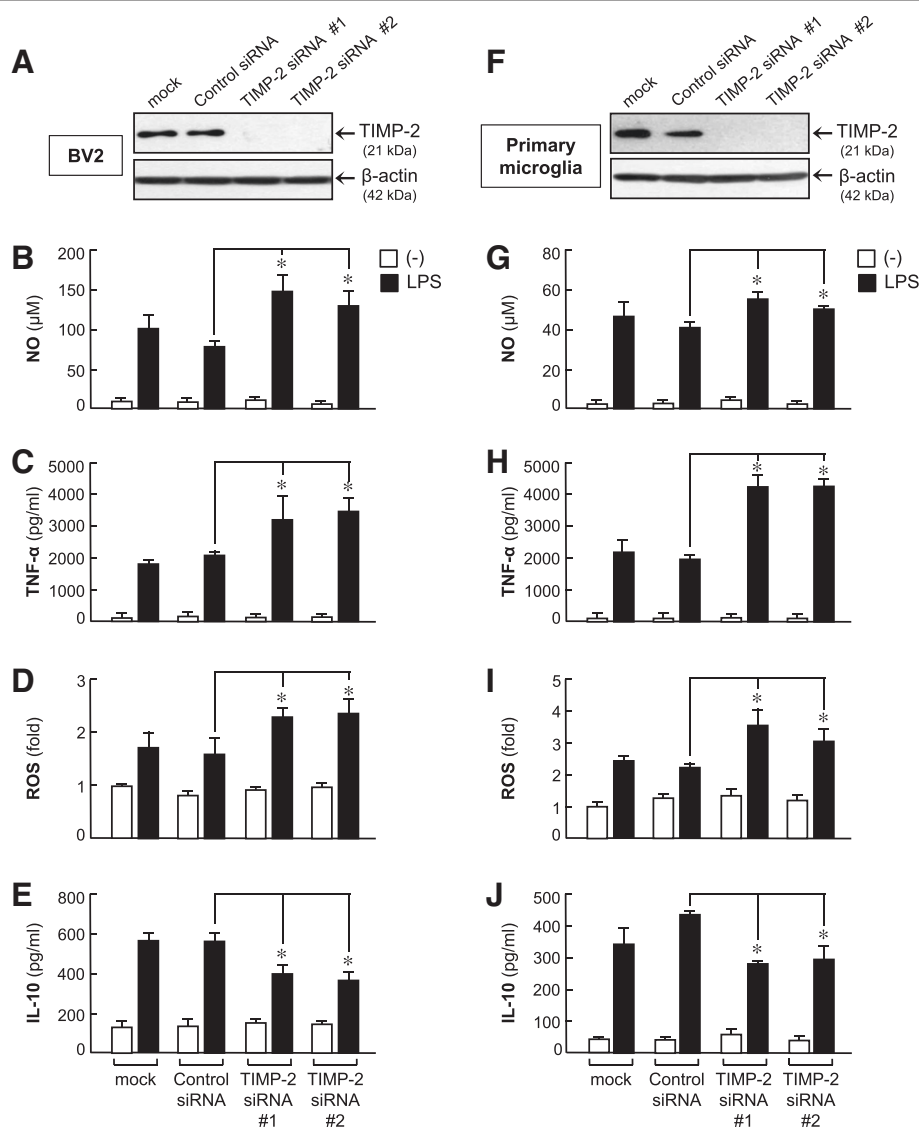 A
mock
Control siRNA
TIMP-2 siRNA #1
TIMP-2 siRNA #2
BV2
TIMP-2
(21 kDa)
β-actin
(42 kDa)
F
mock
Control siRNA
TIMP-2 siRNA #1
TIMP-2 siRNA #2
Primary
microglia
TIMP-2
(21 kDa)
β-actin
(42 kDa)
B
NO (µM)
200
150
100
50
0
* *
(-)
LPS
G
NO (µM)
80
60
40
20
0
* *
(-)
LPS
C
TNF-α (pg/ml)
5000
4000
3000
2000
1000
0
* *
H
TNF-α (pg/ml)
5000
4000
3000
2000
1000
0
* *
D
ROS (fold)
3
2
1
0
* *
I
ROS (fold)
5
4
3
2
1
0
* *
E
IL-10 (pg/ml)
800
600
400
200
0
* *
mock
Control
siRNA
TIMP-2
siRNA
#1
TIMP-2
siRNA
#2
J
IL-10 (pg/ml)
500
400
300
200
100
0
* *
mock
Control
siRNA
TIMP-2
siRNA
#1
TIMP-2
siRNA
#2